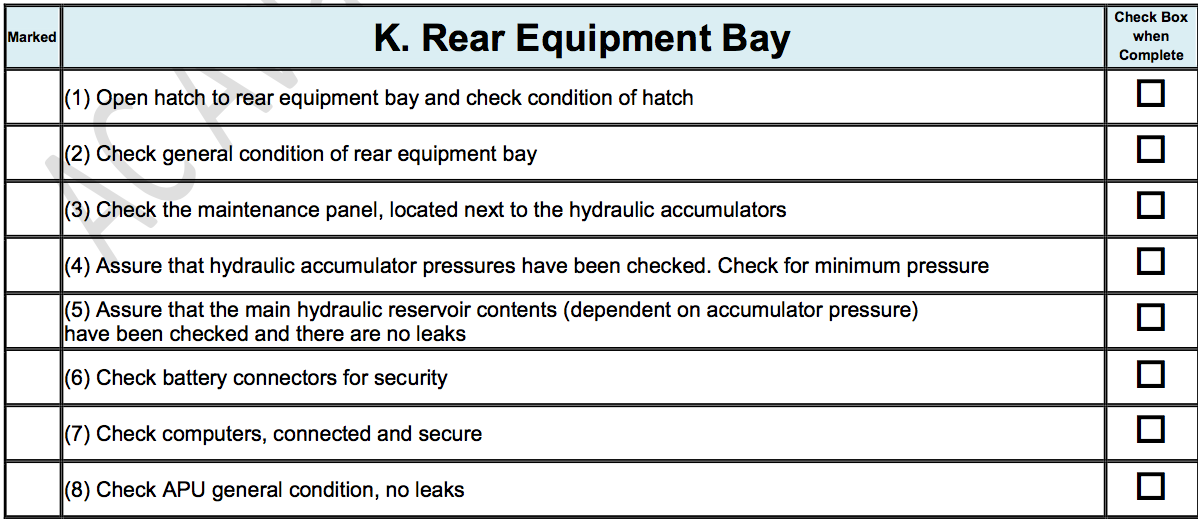 Marked
K. Rear Equipment Bay
Check Box
when
Complete
(1) Open hatch to rear equipment bay and check condition of hatch
(2) Check general condition of rear equipment bay
(3) Check the maintenance panel, located next to the hydraulic accumulators
(4) Assure that hydraulic accumulator pressures have been checked. Check for minimum pressure
(5) Assure that the main hydraulic reservoir contents (dependent on accumulator pressure)
have been checked and there are no leaks
(6) Check battery connectors for security
(7) Check computers, connected and secure
(8) Check APU general condition, no leaks